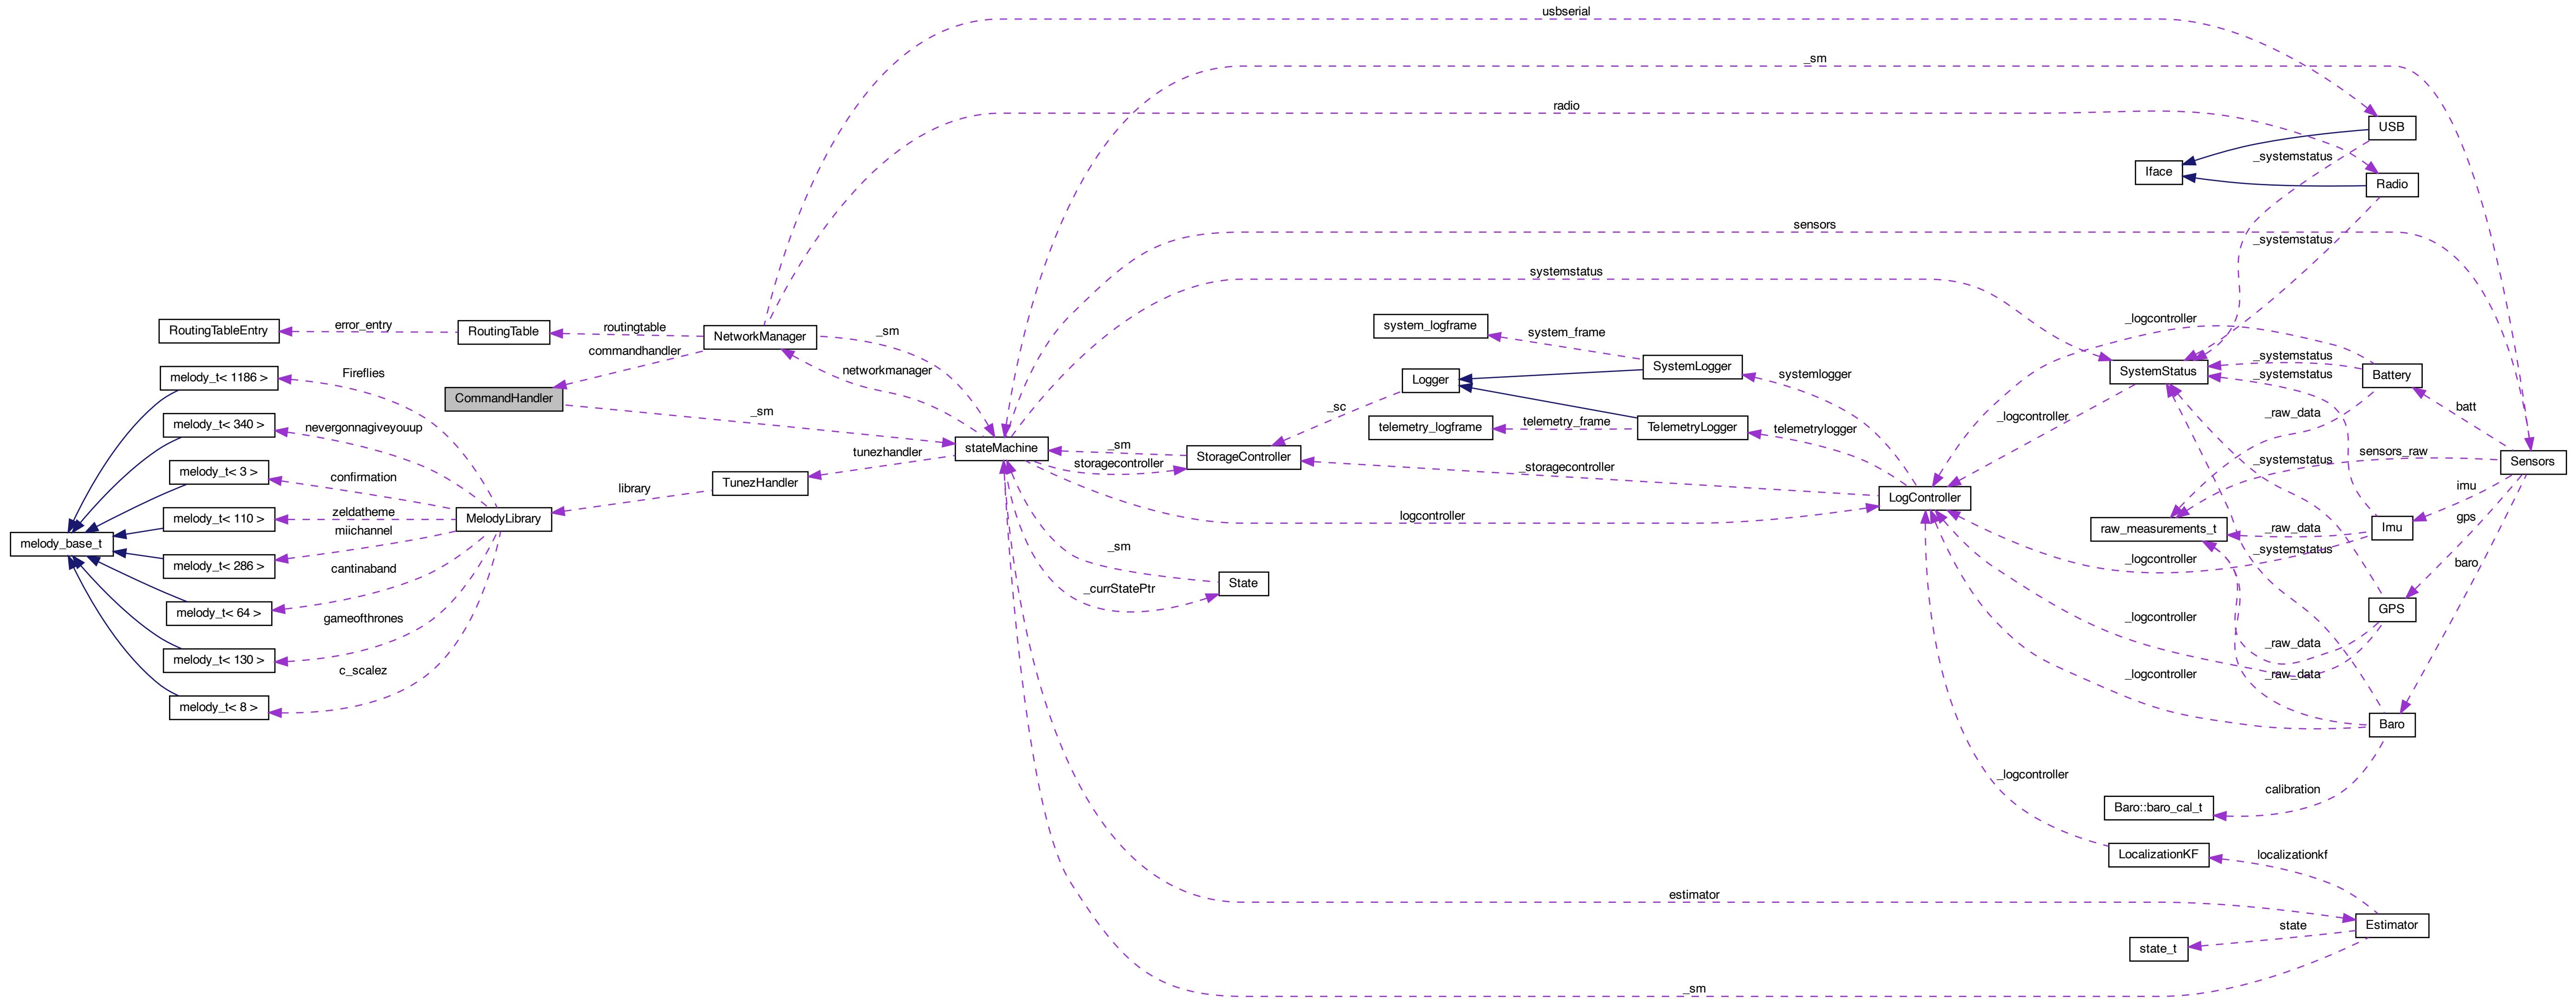 usbserial
_sm
radio
USB
_systemstatus
Iface
Radio
sensors
_systemstatus
systemstatus
_logcontroller
system_logframe
system_frame
RoutingTableEntry
error_entry
RoutingTable
routingtable
NetworkManager
_sm
commandhandler
_systemstatus
SystemLogger
networkmanager
systemlogger
SystemStatus
Battery
_systemstatus
melody_t< 1186 >
Fireflies
Logger
CommandHandler
_sm
_sc
_logcontroller
_raw_data
batt
melody_t< 340 >
nevergonnagiveyouup
telemetry_logframe
telemetry_frame
TelemetryLogger
telemetrylogger
stateMachine
_sm
tunezhandler
StorageController
storagecontroller
sensors_raw
_systemstatus
Sensors
melody_t< 3 >
confirmation
library
TunezHandler
_storagecontroller
LogController
imu
melody_t< 110 >
zeldatheme
MelodyLibrary
logcontroller
raw_measurements_t
_raw_data
Imu
gps
miichannel
melody_base_t
_sm
_systemstatus
_logcontroller
baro
melody_t< 286 >
cantinaband
State
_currStatePtr
melody_t< 64 >
gameofthrones
_logcontroller
GPS
_raw_data
melody_t< 130 >
c_scalez
_logcontroller
_raw_data
melody_t< 8 >
Baro
_logcontroller
calibration
Baro::baro_cal_t
LocalizationKF
localizationkf
estimator
Estimator
state
state_t
_sm